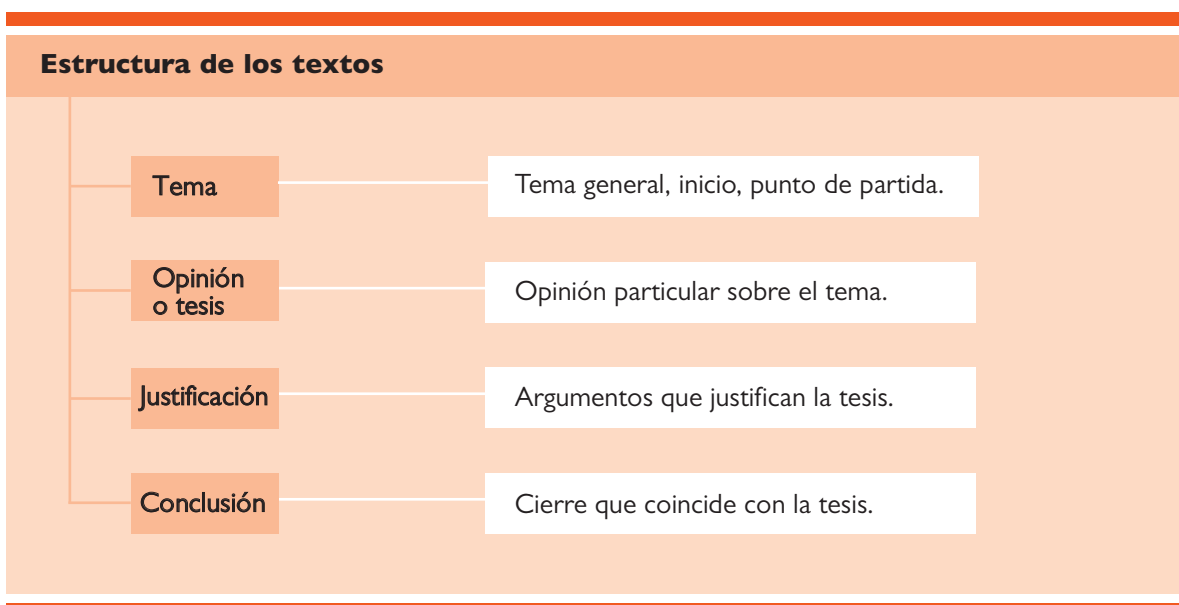 Estructura de los textos
Tema
Tema general, inicio, punto de partida.
Opinión
o tesis
Opinión particular sobre el tema.
Justificación
Argumentos que justifican la tesis.
Conclusión
Cierre que coincide con la tesis.